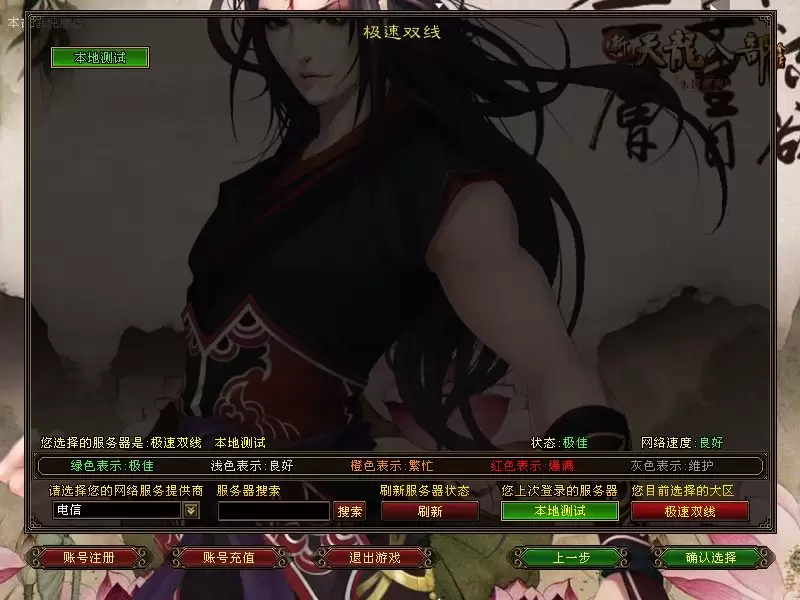 极速双线
本地测试
新天龍八部
您选择的服务器是:极速双线 本地测试
状态:极佳 网络速度:良好
绿色表示:极佳 浅色表示:良好 橙色表示:繁忙 红色表示:爆满 灰色表示:维护
请选择您的网络服务提供商 服务器搜索 刷新服务器状态 您上次登录的服务器 您目前选择的大区
电信 搜索 刷新 本地测试 极速双线
账号注册 账号充值 退出游戏 上一步 确认选择